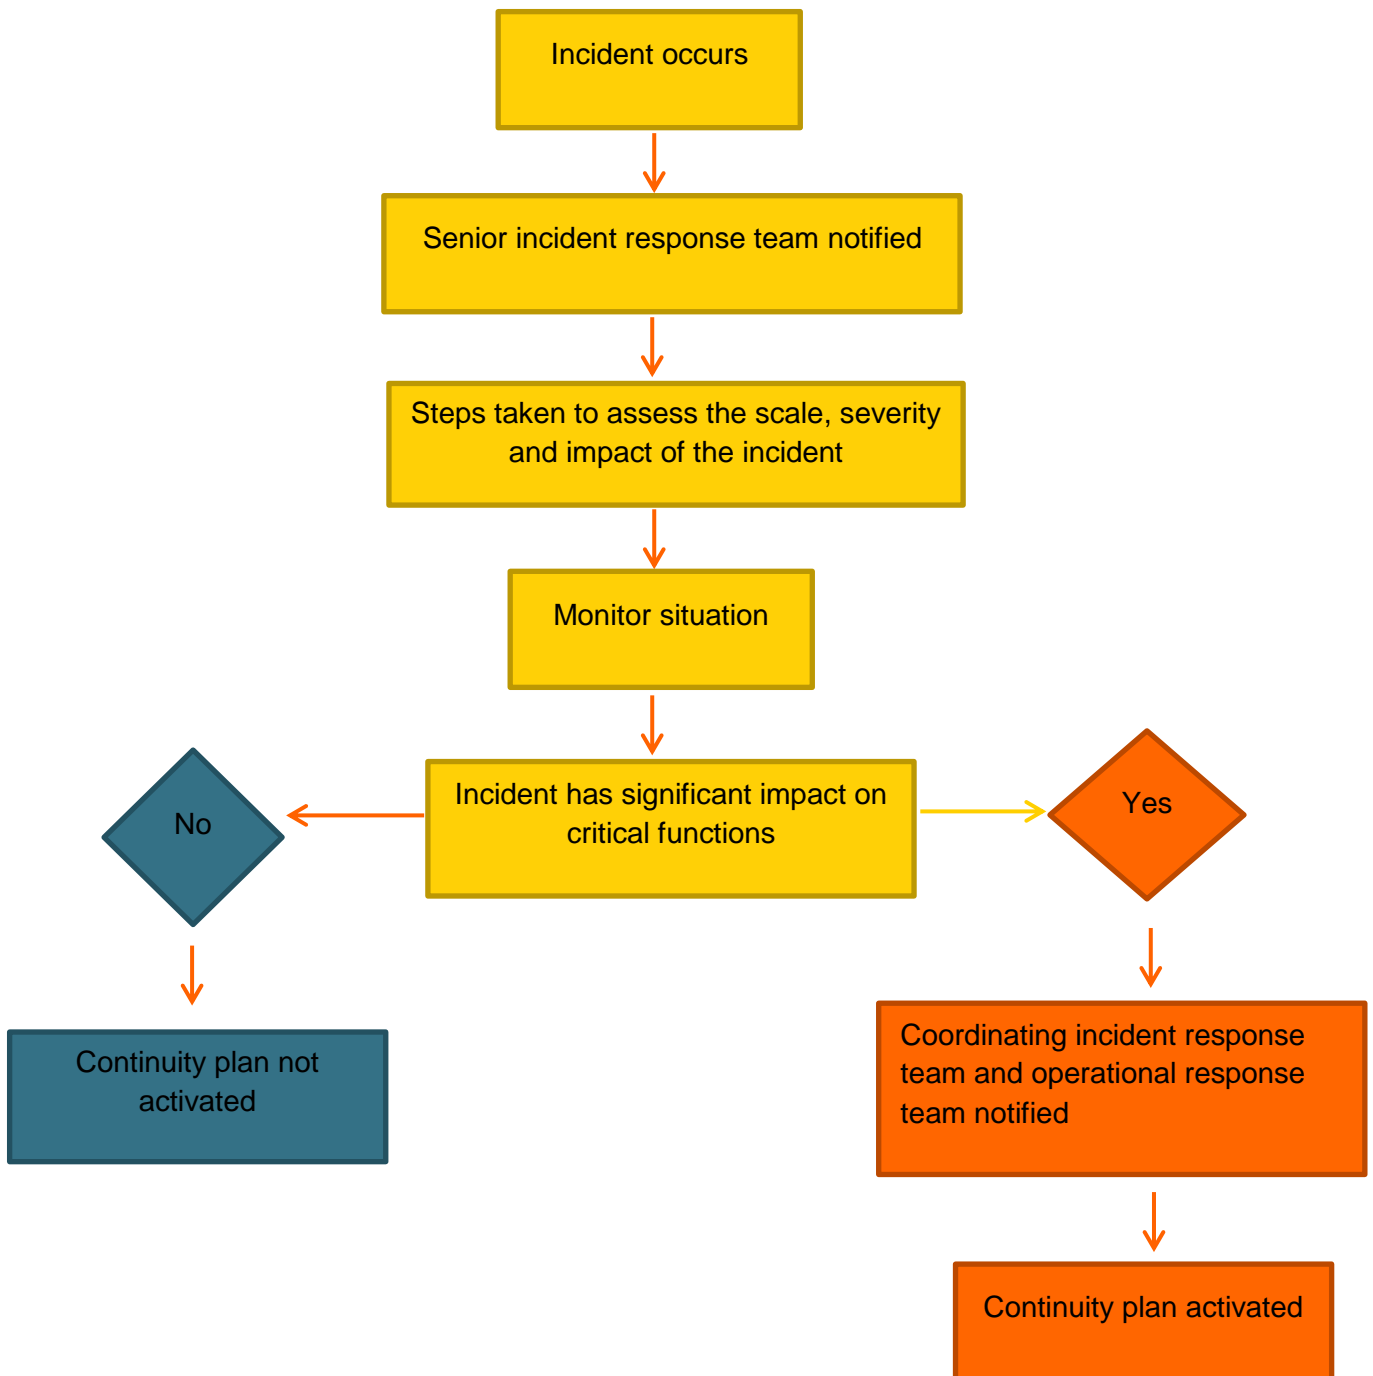 Incident occurs
Senior incident response team notified
Steps taken to assess the scale, severity
and impact of the incident
Monitor situation
Incident has significant impact on
critical functions
No
Yes
Continuity plan not
activated
Coordinating incident response
team and operational response
team notified
Continuity plan activated